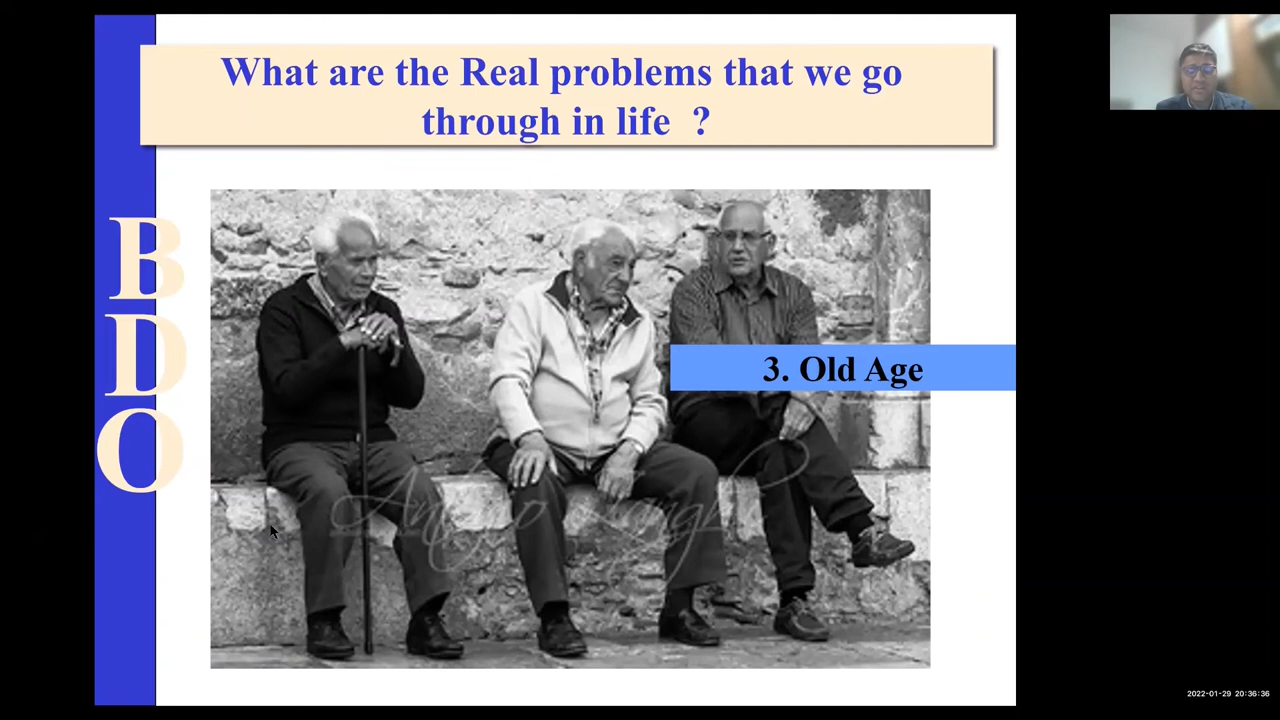 What are the Real problems that we go
through in life ?
B
D
O
3. Old Age
2022-01-29 20:36:36